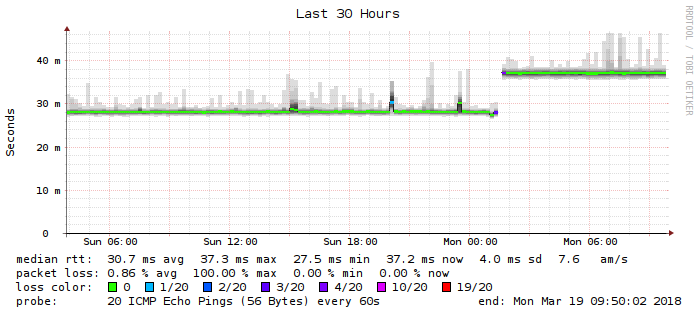 Last 30 Hours
RRDTOOL / TOBI OETIKER
Seconds
40 m
30 m
20 m
10 m
0
Sun 06:00 Sun 12:00 Sun 18:00 Mon 00:00 Mon 06:00
median rtt: 30.7 ms avg 37.3 ms max 27.5 ms min 37.2 ms now 4.0 ms sd 7.6 am/s
packet loss: 0.86 % avg 100.00 % max 0.00 % min 0.00 % now
loss color: 0 1/20 2/20 3/20 4/20 10/20 19/20
probe: 20 ICMP Echo Pings (56 Bytes) every 60s end: Mon Mar 19 09:50:02 2018